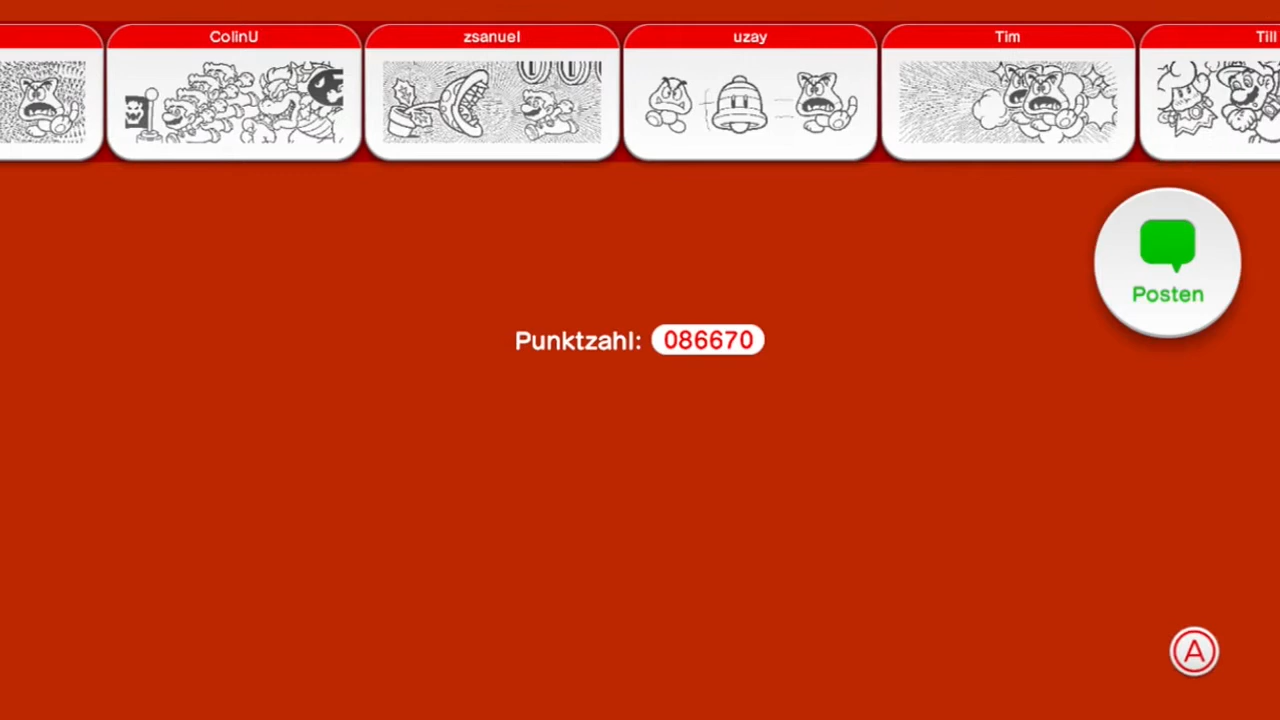 ColinU
zsanuel
uzay
Tim
Till
Posten
Punktzahl: 086670
A